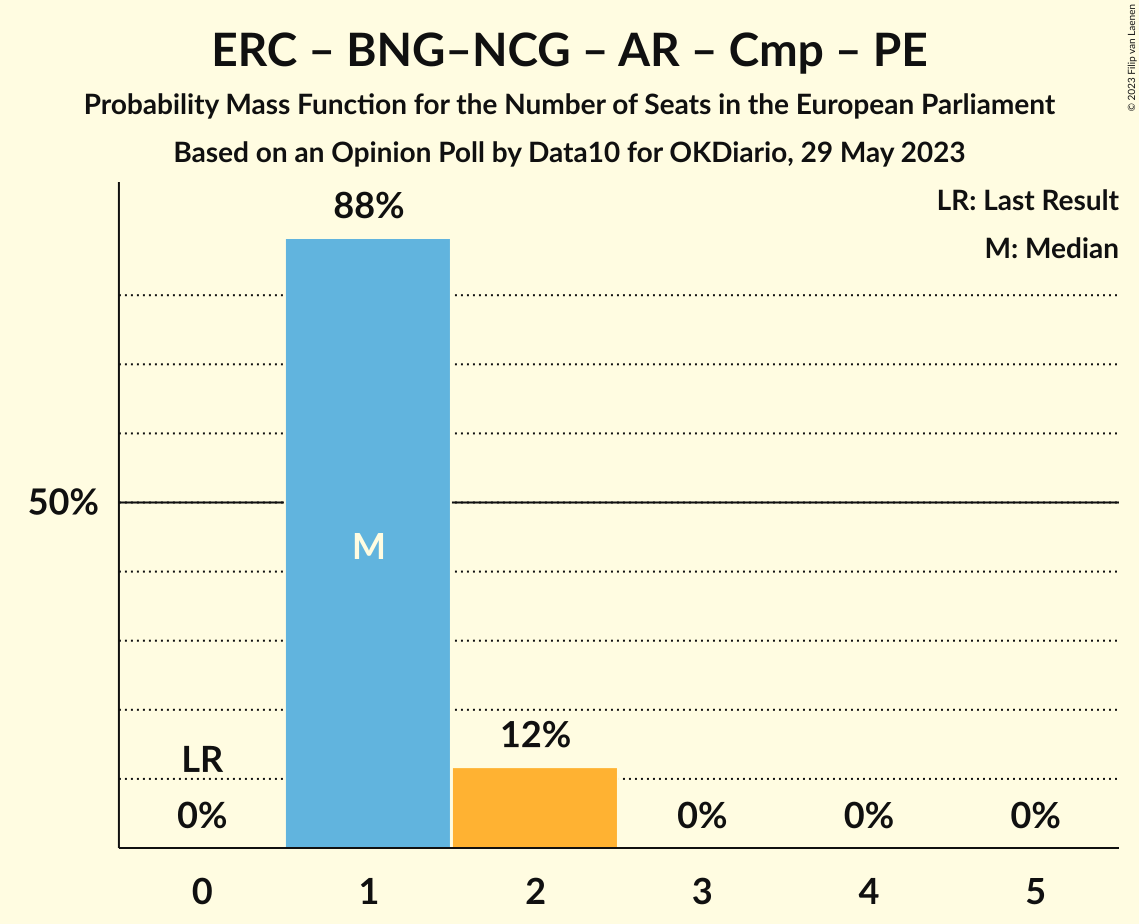 ERC – BNG–NCG – AR – Cmp – PE
Probability Mass Function for the Number of Seats in the European Parliament
Based on an Opinion Poll by Data10 for OKDiario, 29 May 2023
© 2023 Filip van Laenen
LR: Last Result
M: Median
88%
50%
M
12%
LR
0%
0%
0%
0%
0 1 2 3 4 5